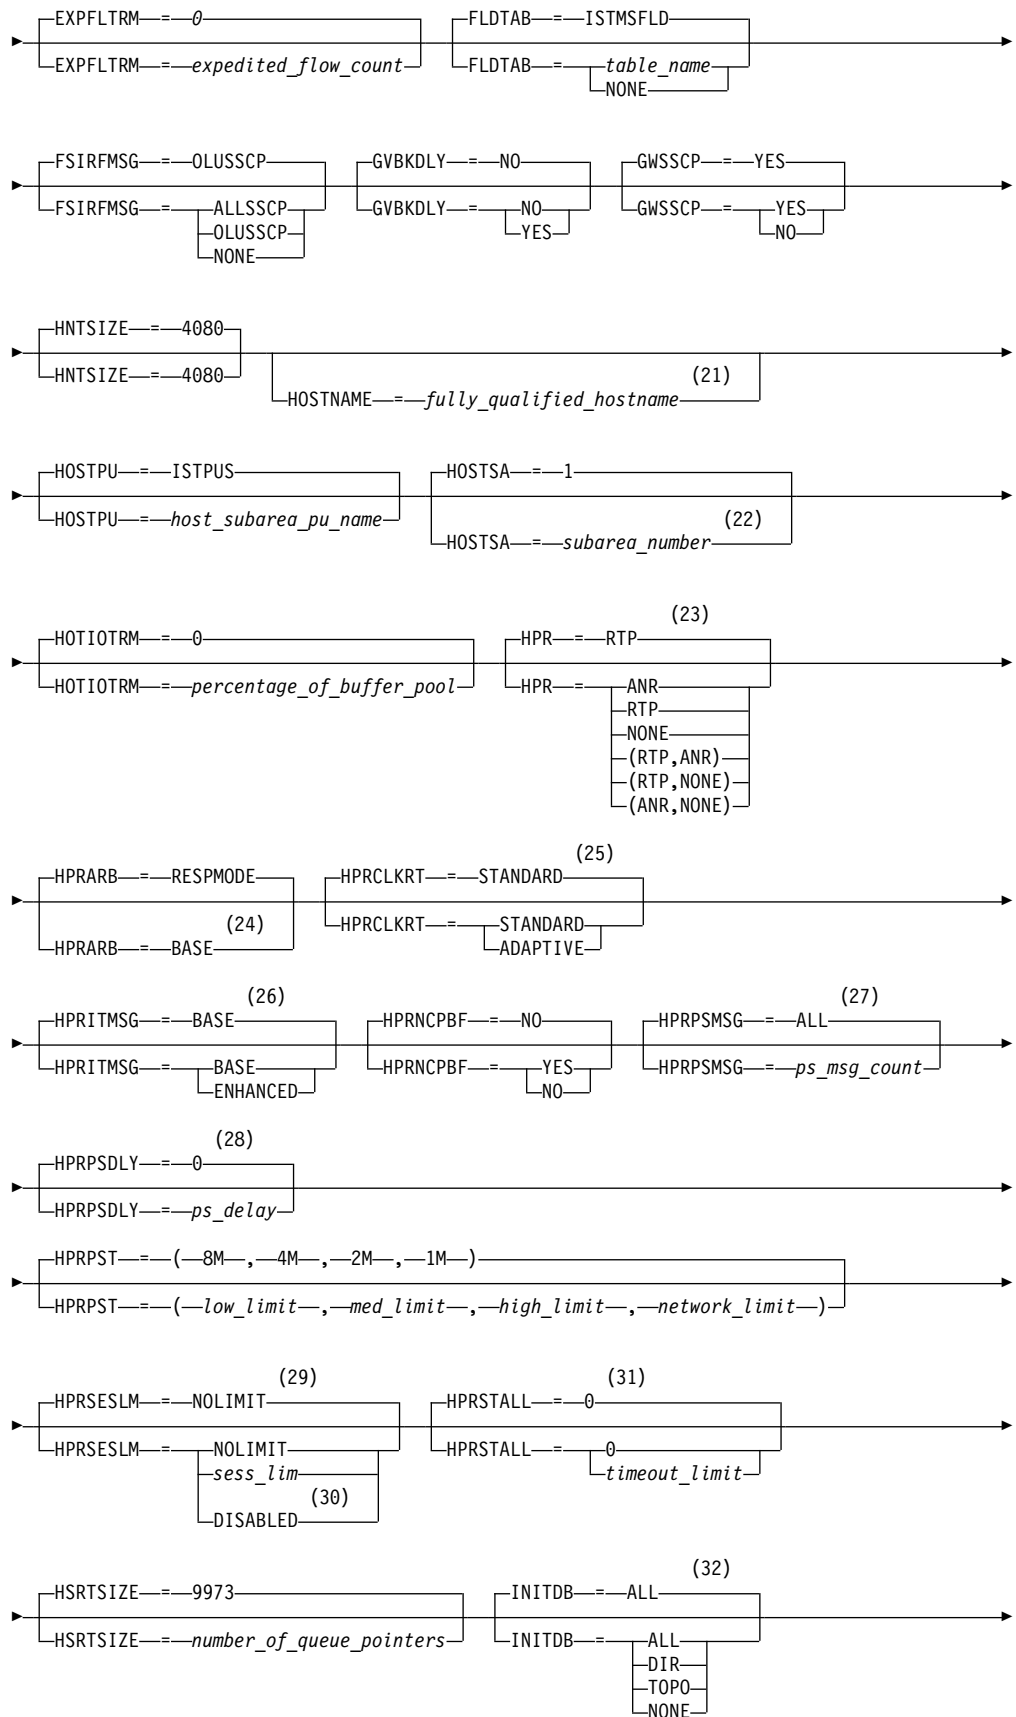 EXPFLTRM = 0 FLDTAB = ISTMSFLD
EXPFLTRM = expedited_flow_count FLDTAB = table_name
NONE
FSIRFMSG = OLUSSCP GVBKDLY = NO GWSSCP = YES
FSIRFMSG = ALLSSCP GVBKDLY = NO GWSSCP = YES
OLUSSCP YES NO
NONE
HNTSIZE = 4080
HNTSIZE = 4080 (21)
HOSTNAME = fully_qualified_hostname
HOSTPU = ISTPUS HOSTSA = 1
HOSTPU = host_subarea_pu_name (22)
HOSTSA = subarea_number
(23)
HOTIOTRM = 0 HPR = RTP
HOTIOTRM = percentage_of_buffer_pool HPR = ANR
RTP
NONE
(RTP,ANR)
(RTP,NONE)
(ANR,NONE)
(25)
HPRARB = RESPMODE HPRCLKRT = STANDARD
(24) HPRCLKRT = STANDARD
HPRARB = BASE ADAPTIVE
(26) (27)
HPRITMSG = BASE HPRNCPBF = NO HPRPSMSG = ALL
HPRITMSG = BASE HPRNCPBF = YES HPRPSMSG = ps_msg_count
ENHANCED NO
(28)
HPRPSDLY = 0
HPRPSDLY = ps_delay
HPRPST = ( 8M , 4M , 2M , 1M )
HPRPST = ( low_limit , med_limit , high_limit , network_limit )
(29) (31)
HPRSESLM = NOLIMIT HPRSTALL = 0
HPRSESLM = NOLIMIT HPRSTALL = 0
sess_lim timeout_limit
(30)
DISABLED
(32)
HSRTSIZE = 9973 INITDB = ALL
HSRTSIZE = number_of_queue_pointers INITDB = ALL
DIR
TOPO
NONE